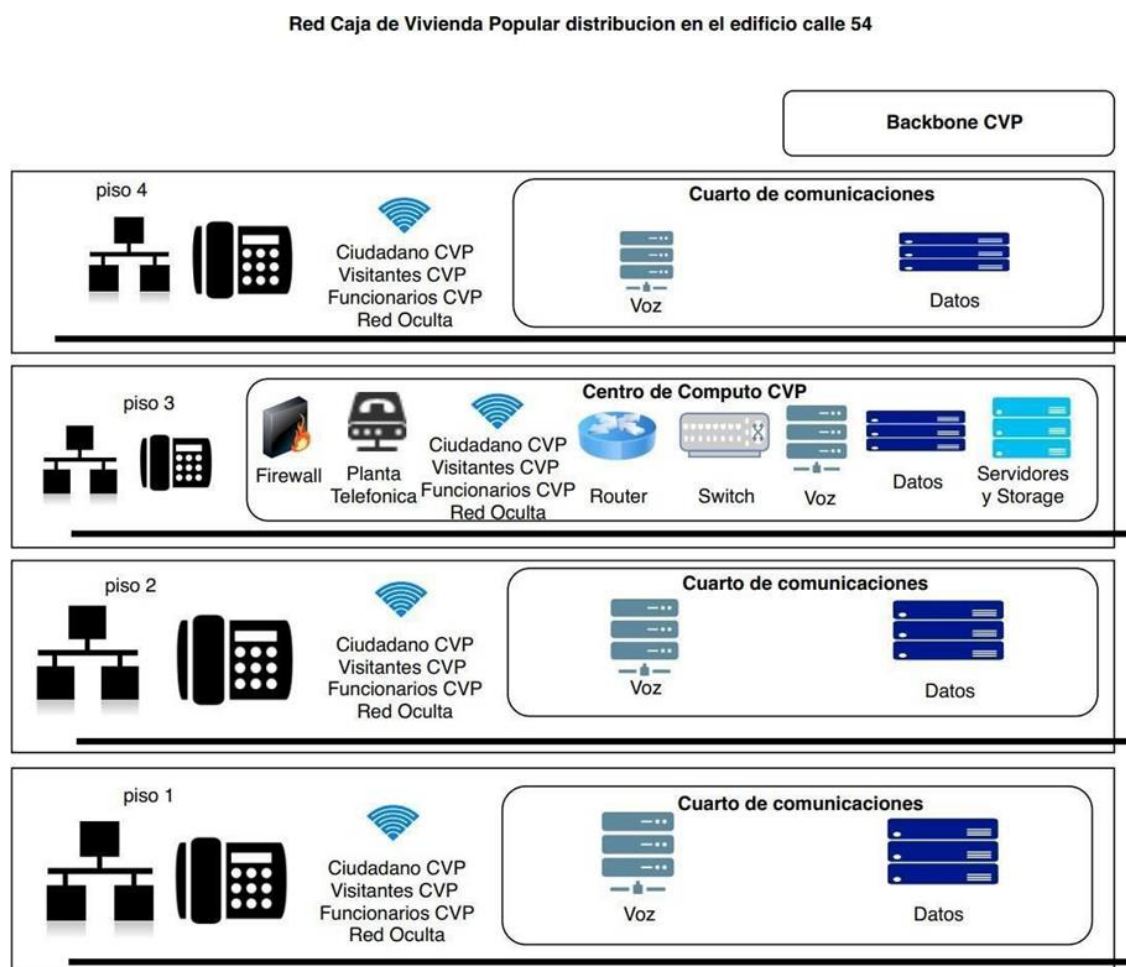 Red Caja de Vivienda Popular distribucion en el edificio calle 54
Backbone CVP
piso 4
Ciudadano CVP
Visitantes CVP
Funcionarios CVP
Red Oculta
Cuarto de comunicaciones
Voz
Datos
piso 3
Centro de Computo CVP
Firewall
Planta
Telefonica
Ciudadano CVP
Visitantes CVP
Funcionarios CVP
Red Oculta
Router
Switch
Voz
Datos
Servidores
y Storage
piso 2
Ciudadano CVP
Visitantes CVP
Funcionarios CVP
Red Oculta
Cuarto de comunicaciones
Voz
Datos
piso 1
Ciudadano CVP
Visitantes CVP
Funcionarios CVP
Red Oculta
Cuarto de comunicaciones
Voz
Datos